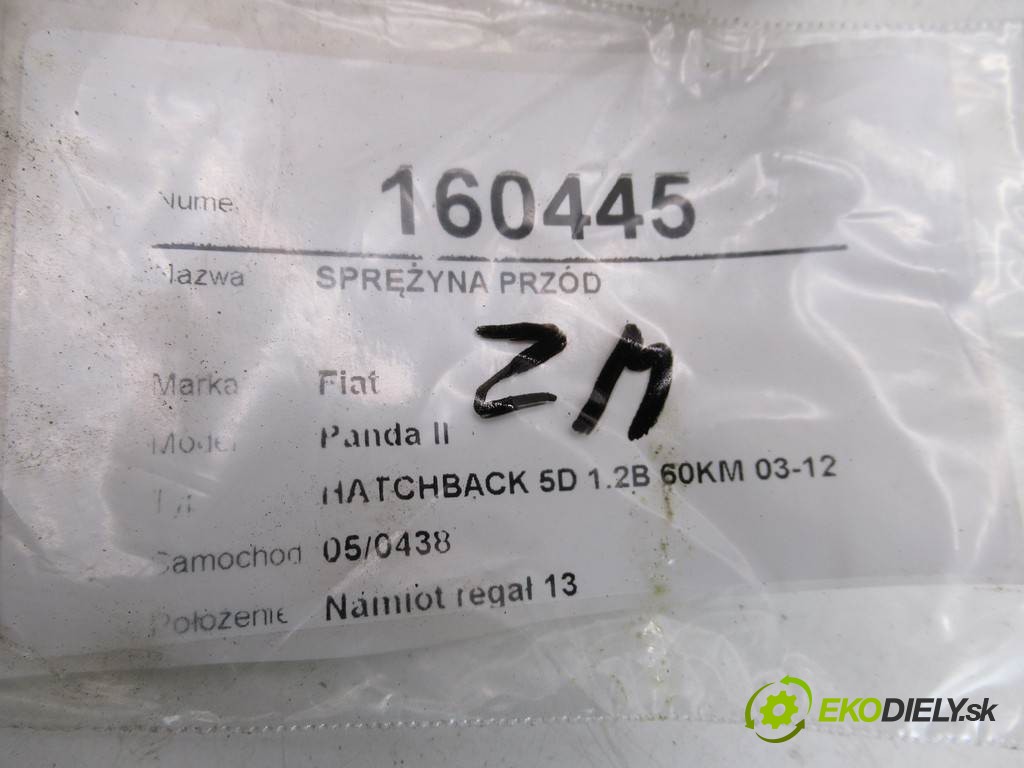 Nume 160445
Nazwa SPRĘŻYNA PRZÓD
ZM
Marka Fiat
Model Panda II
HATCHBACK 5D 1.2B 60KM 03-12
Samochod 05/0438
Położenie Namiot regał 13
EKODIELY.sk